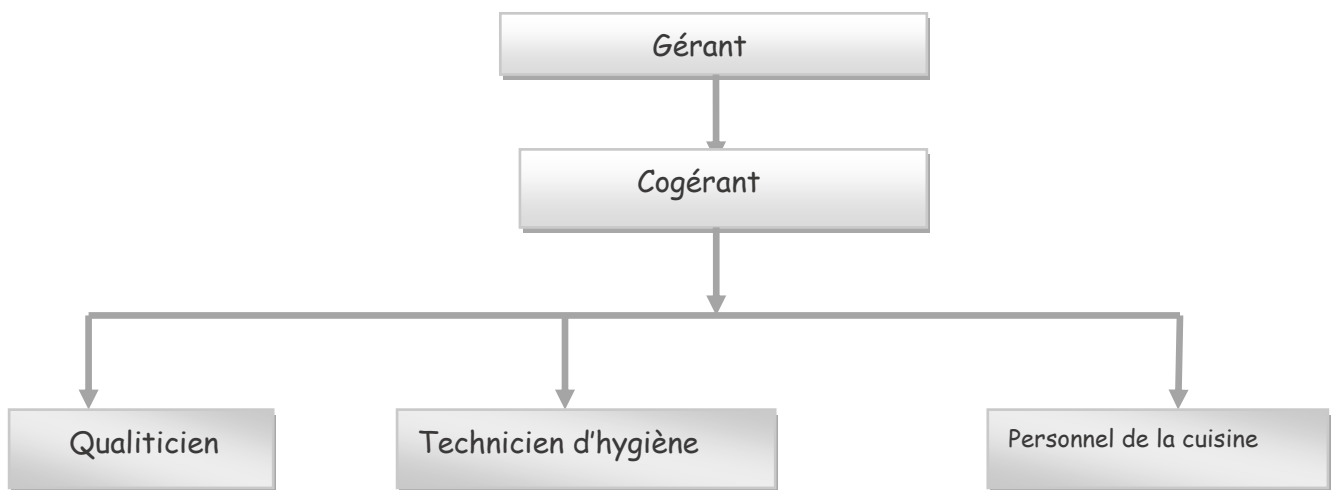 Gérant
Cogérant
Qualiticien
Technicien d'hygiène
Personnel de la cuisine